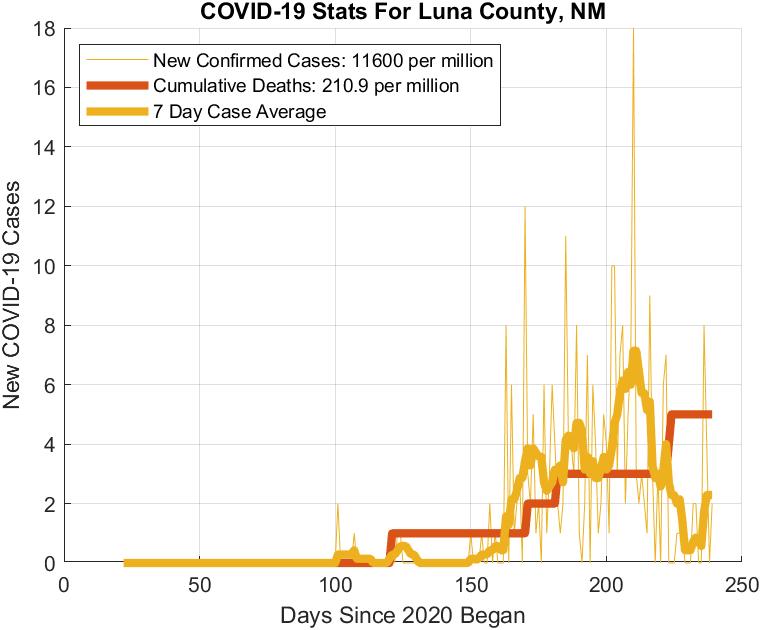 COVID-19 Stats For Luna County, NM
18
New Confirmed Cases: 11600 per million
Cumulative Deaths: 210.9 per million
7 Day Case Average
16
14
12
10
8
6
4
2
0
New COVID-19 Cases
0 50 100 150 200 250
Days Since 2020 Began